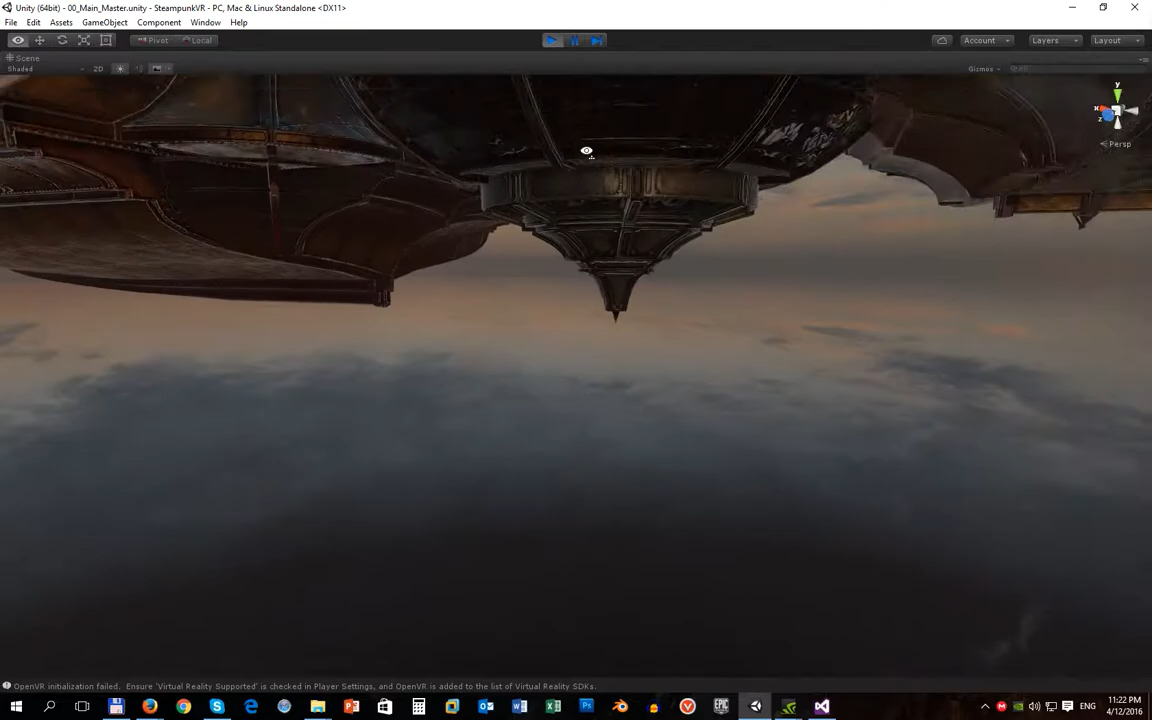 Unity (64bit) - 00_Main_Master.unity - SteampunkVR - PC, Mac & Linux Standalone <DX11>
File Edit Assets GameObject Component Window Help
Pivot Local Account Layers Layout
Scene
Shaded 2D Gizmos
y
x
z
Persp
OpenVR initialization failed. Ensure 'Virtual Reality Supported' is checked in Player Settings, and OpenVR is added to the list of Virtual Reality SDKs.
ENG
11:22 PM
4/12/2016